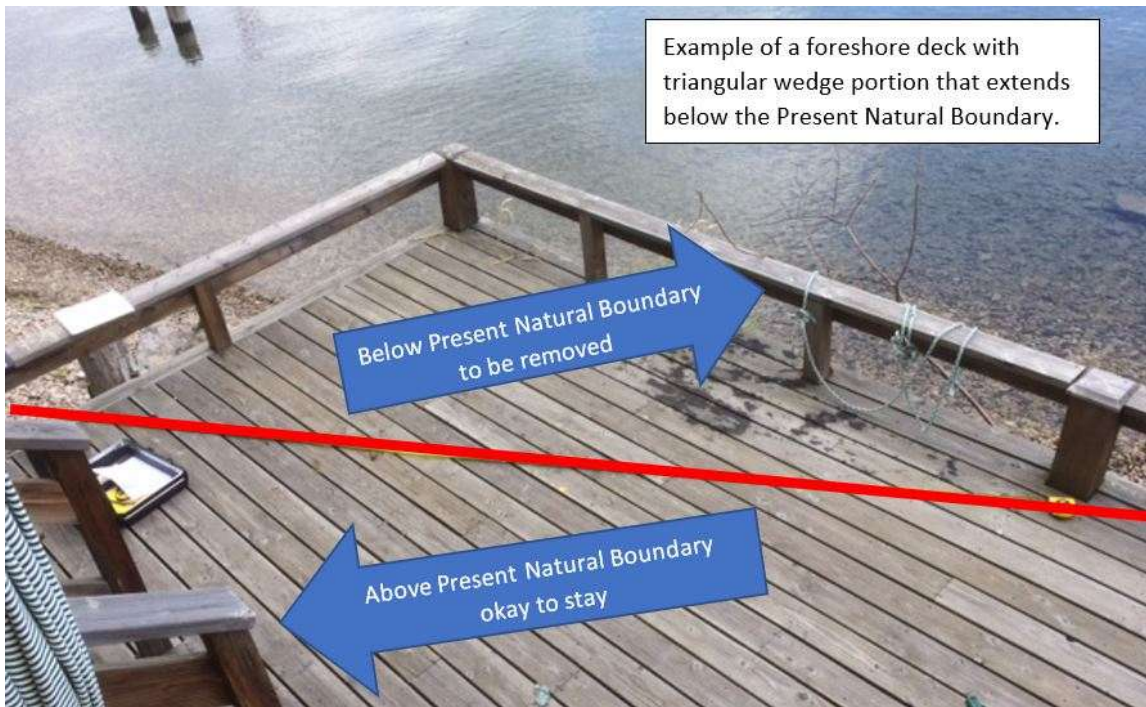 Example of a foreshore deck with
triangular wedge portion that extends
below the Present Natural Boundary.
Below Present Natural Boundary
to be removed
Above Present Natural Boundary
okay to stay